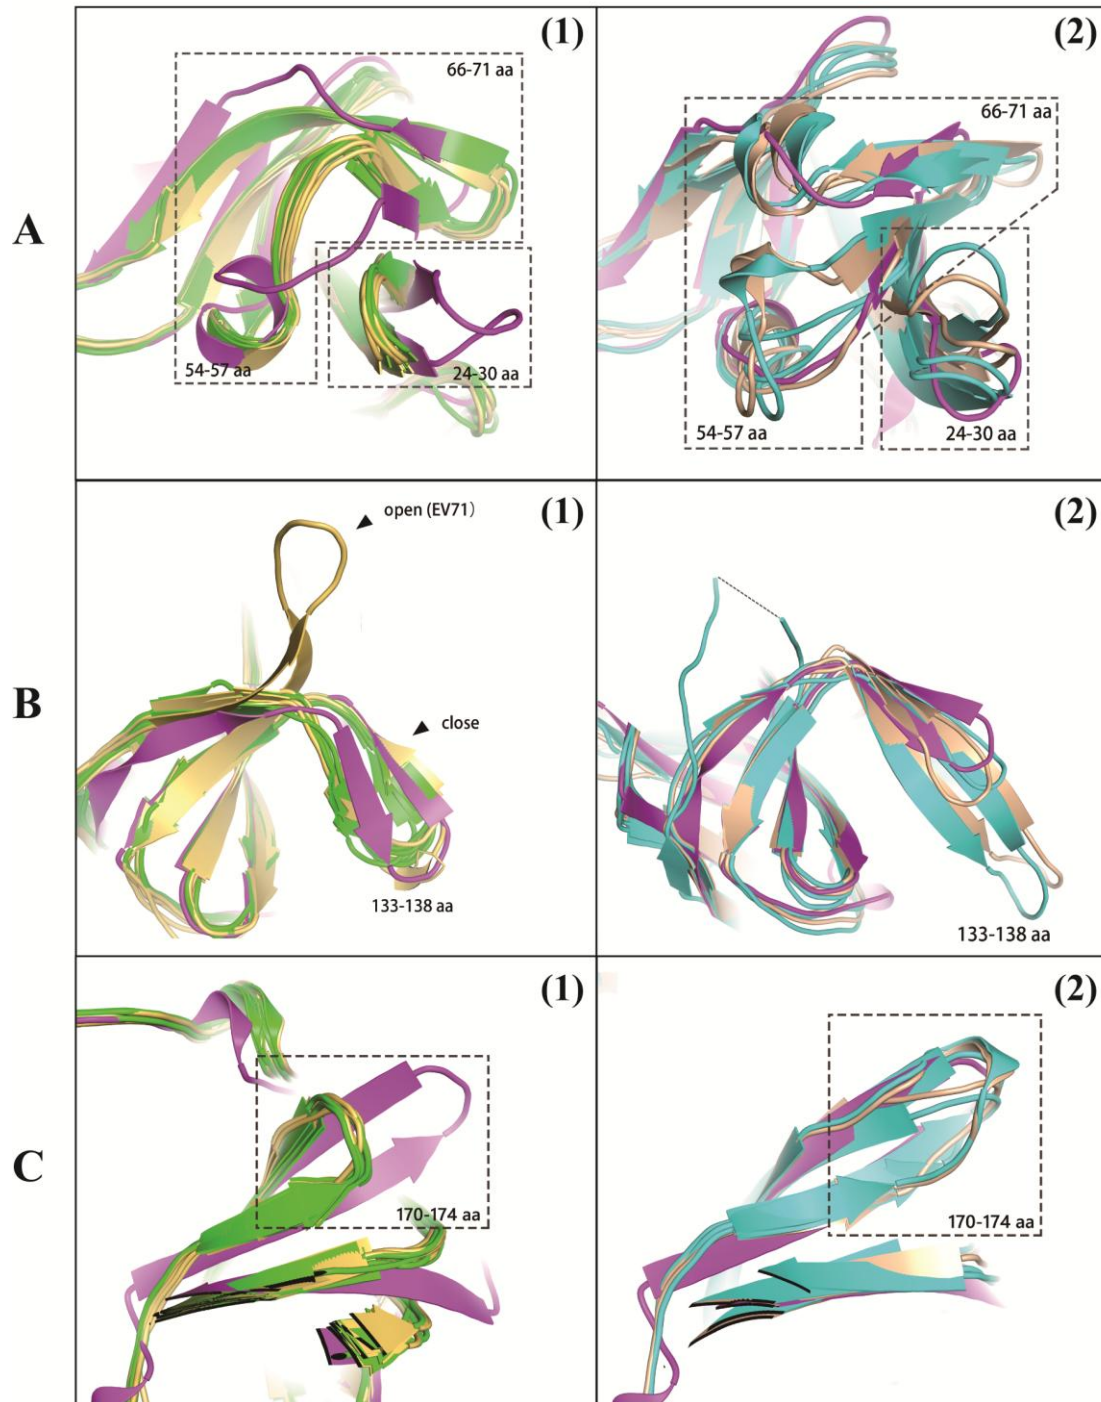 (1)
(2)
66-71 aa
66-71 aa
A
54-57 aa
24-30 aa
54-57 aa
24-30 aa
(1)
(2)
open (EV71)
B
close
133-138 aa
133-138 aa
(1)
(2)
C
170-174 aa
170-174 aa